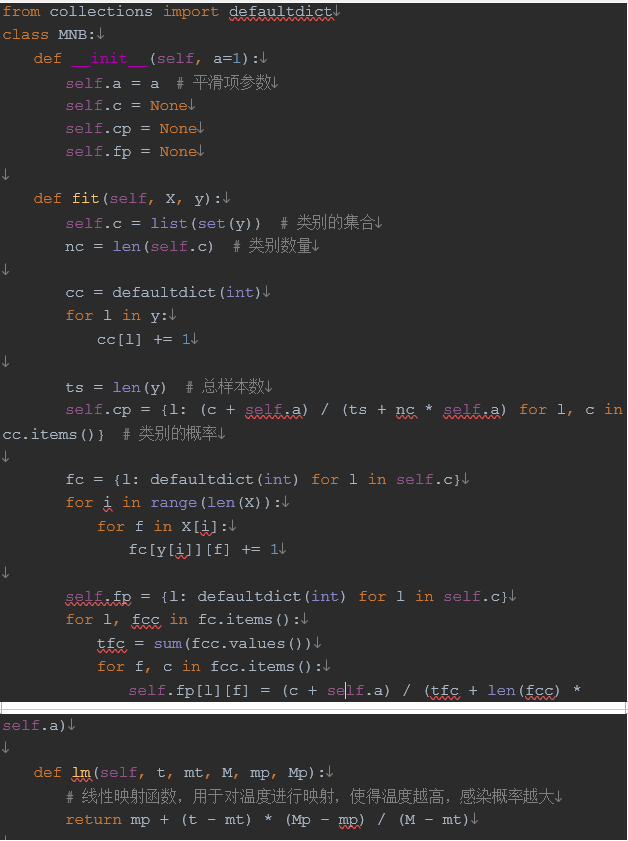 from collections import defaultdict↓
class MNB:↓
    def __init__(self, a=1):↓
        self.a = a  # 平滑项参数↓
        self.c = None↓
        self.cp = None↓
        self.fp = None↓
↓
    def fit(self, X, y):↓
        self.c = list(set(y))  # 类别的集合↓
        nc = len(self.c)  # 类别数量↓
↓
        cc = defaultdict(int)↓
        for l in y:↓
            cc[l] += 1↓
↓
        ts = len(y)  # 总样本数↓
        self.cp = {l: (c + self.a) / (ts + nc * self.a) for l, c in
cc.items()}  # 类别的概率↓
↓
        fc = {l: defaultdict(int) for l in self.c}↓
        for i in range(len(X)):↓
            for f in X[i]:↓
                fc[y[i]][f] += 1↓
↓
        self.fp = {l: defaultdict(int) for l in self.c}↓
        for l, fcc in fc.items():↓
            tfc = sum(fcc.values())↓
            for f, c in fcc.items():↓
                self.fp[l][f] = (c + self.a) / (tfc + len(fcc) *
self.a)↓
↓
    def lm(self, t, mt, M, mp, Mp):↓
        # 线性映射函数，用于对温度进行映射，使得温度越高，感染概率越大↓
        return mp + (t - mt) * (Mp - mp) / (M - mt)↓